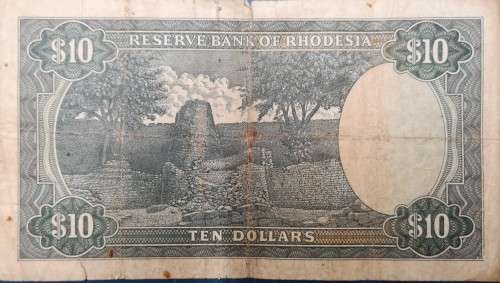 $10 RESERVE BANK OF RHODESIA $10
$10 TEN DOLLARS $10